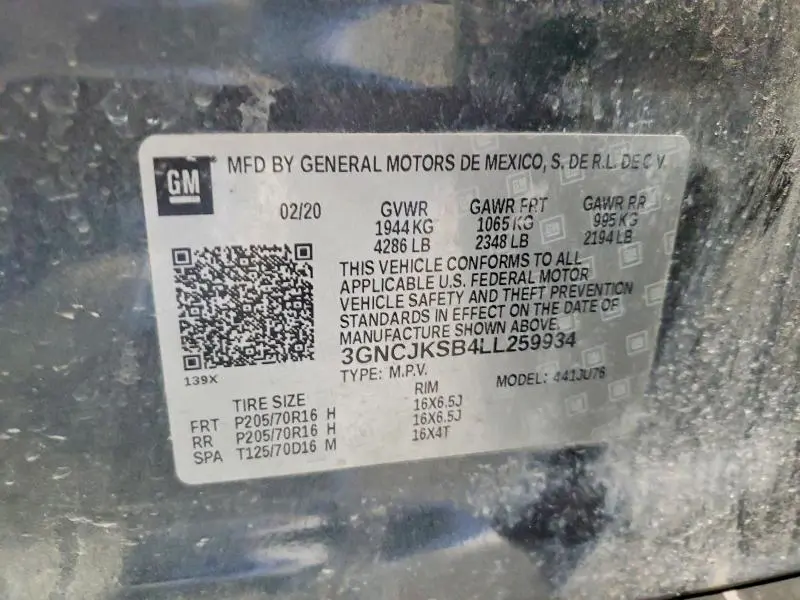 GM
MFD BY GENERAL MOTORS DE MEXICO, S. DE R.L. DE C.V.
02/20 GVWR GAWR FRT GAWR RR
1944 KG 1065 KG 995 KG
4286 LB 2348 LB 2194 LB
THIS VEHICLE CONFORMS TO ALL
APPLICABLE U.S. FEDERAL MOTOR
VEHICLE SAFETY AND THEFT PREVENTION
STANDARDS IN EFFECT ON THE DATE OF
MANUFACTURE SHOWN ABOVE.
3GNCJKSB4LL259934
139X
TYPE: M.P.V. MODEL: 441JU76
TIRE SIZE RIM
FRT P205/70R16 H 16X6.5J
RR P205/70R16 H 16X6.5J
SPA T125/70D16 M 16X4T